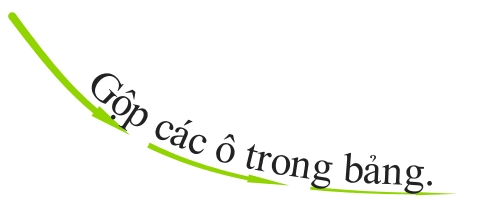 Gộp các ô trong bảng.